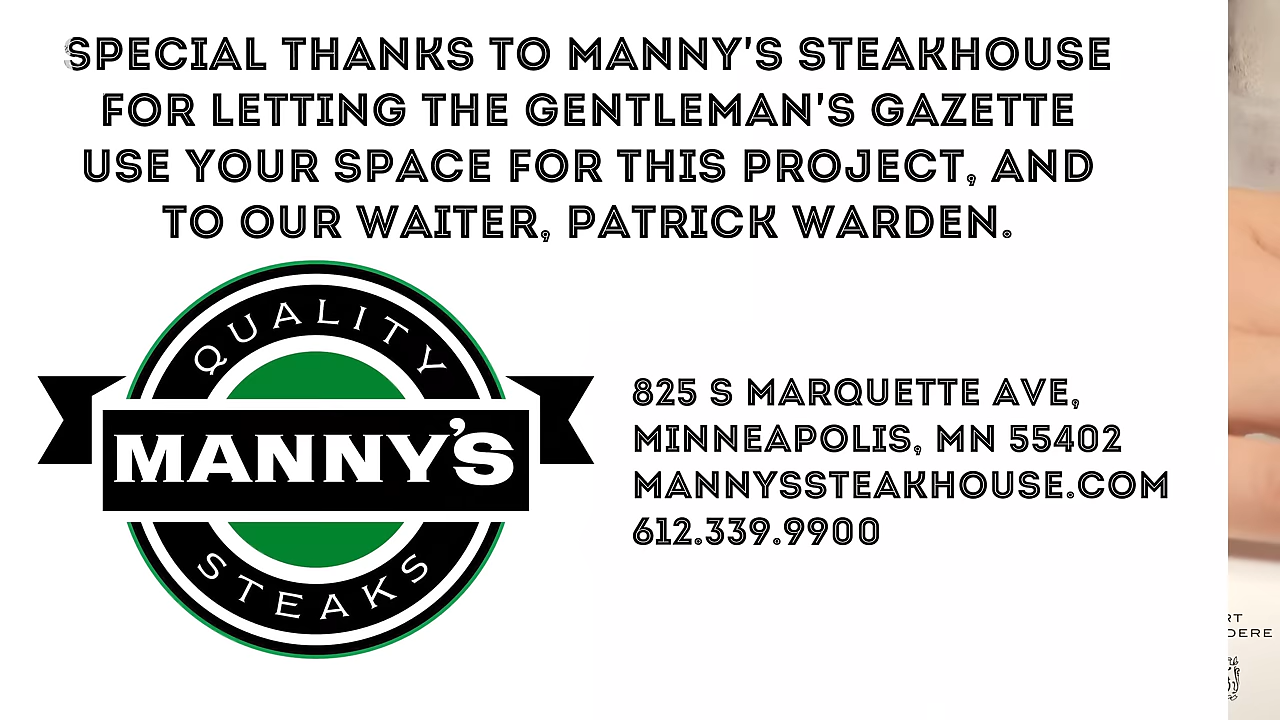 SPECIAL THANKS TO MANNY'S STEAKHOUSE
FOR LETTING THE GENTLEMAN'S GAZETTE
USE YOUR SPACE FOR THIS PROJECT, AND
TO OUR WAITER, PATRICK WARDEN.
QUALITY
MANNY'S
STEAKS
825 S MARQUETTE AVE,
MINNEAPOLIS, MN 55402
MANNYSSTEAKHOUSE.COM
612.339.9900